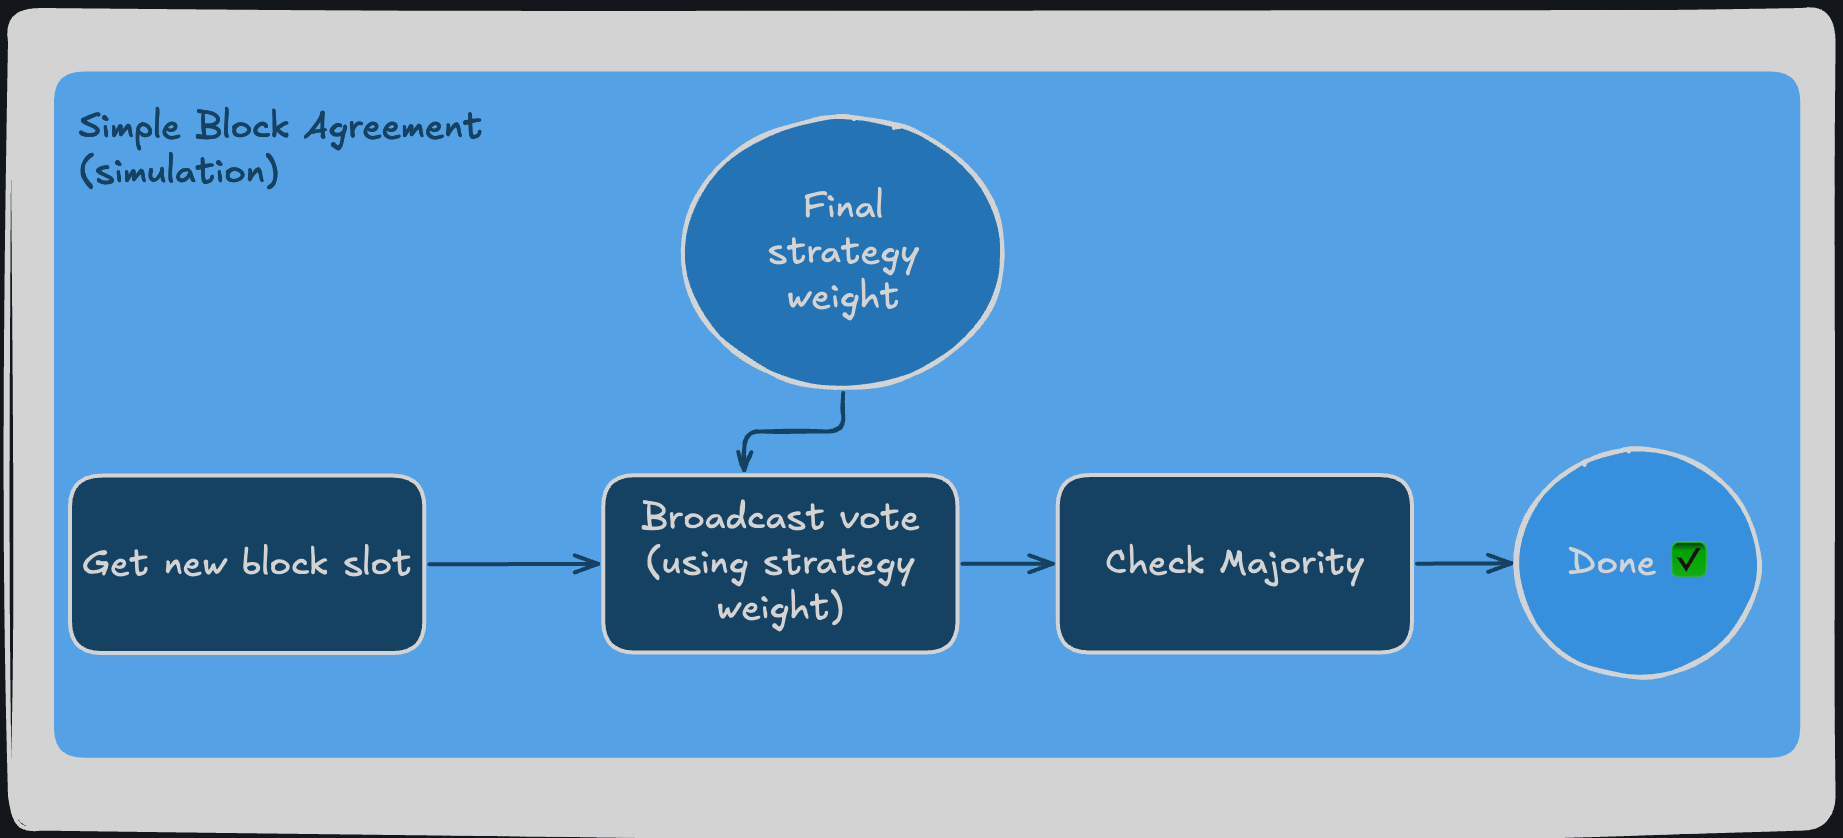 Simple Block Agreement
(simulation)
Final
strategy
weight
Get new block slot
Broadcast vote
(using strategy
weight)
Check Majority
Done ✅